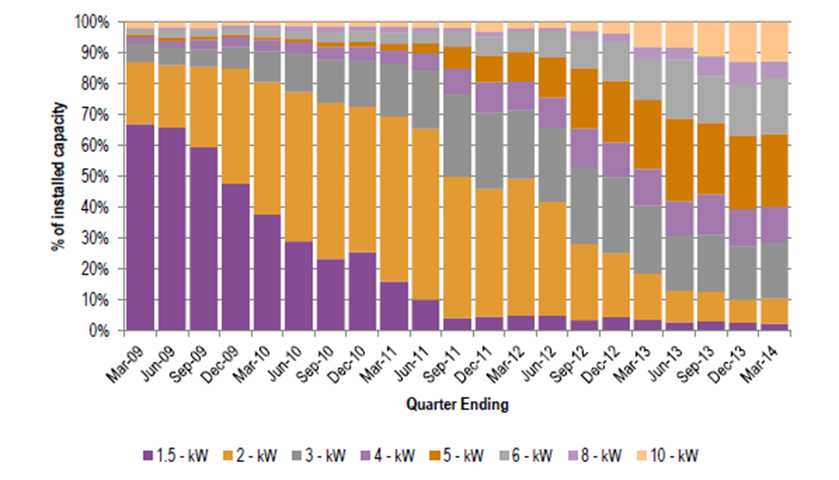 100%
90%
80%
70%
60%
50%
40%
30%
20%
10%
0%
% of installed capacity
Mar-09 Jun-09 Sep-09 Dec-09 Mar-10 Jun-10 Sep-10 Dec-10 Mar-11 Jun-11 Sep-11 Dec-11 Mar-12 Jun-12 Sep-12 Dec-12 Mar-13 Jun-13 Sep-13 Dec-13 Mar-14
Quarter Ending
1.5 - kW 2 - kW 3 - kW 4 - kW 5 - kW 6 - kW 8 - kW 10 - kW